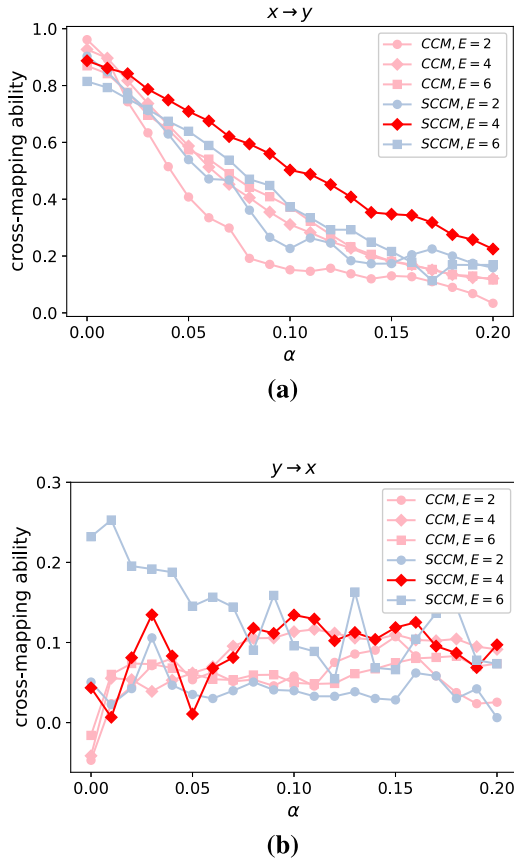 x → y
cross-mapping ability
1.0
0.8
0.6
0.4
0.2
0.0
CCM, E = 2
CCM, E = 4
CCM, E = 6
SCCM, E = 2
SCCM, E = 4
SCCM, E = 6
0.00 0.05 0.10 0.15 0.20
α
(a)
y → x
cross-mapping ability
0.3
0.2
0.1
0.0
CCM, E = 2
CCM, E = 4
CCM, E = 6
SCCM, E = 2
SCCM, E = 4
SCCM, E = 6
0.00 0.05 0.10 0.15 0.20
α
(b)